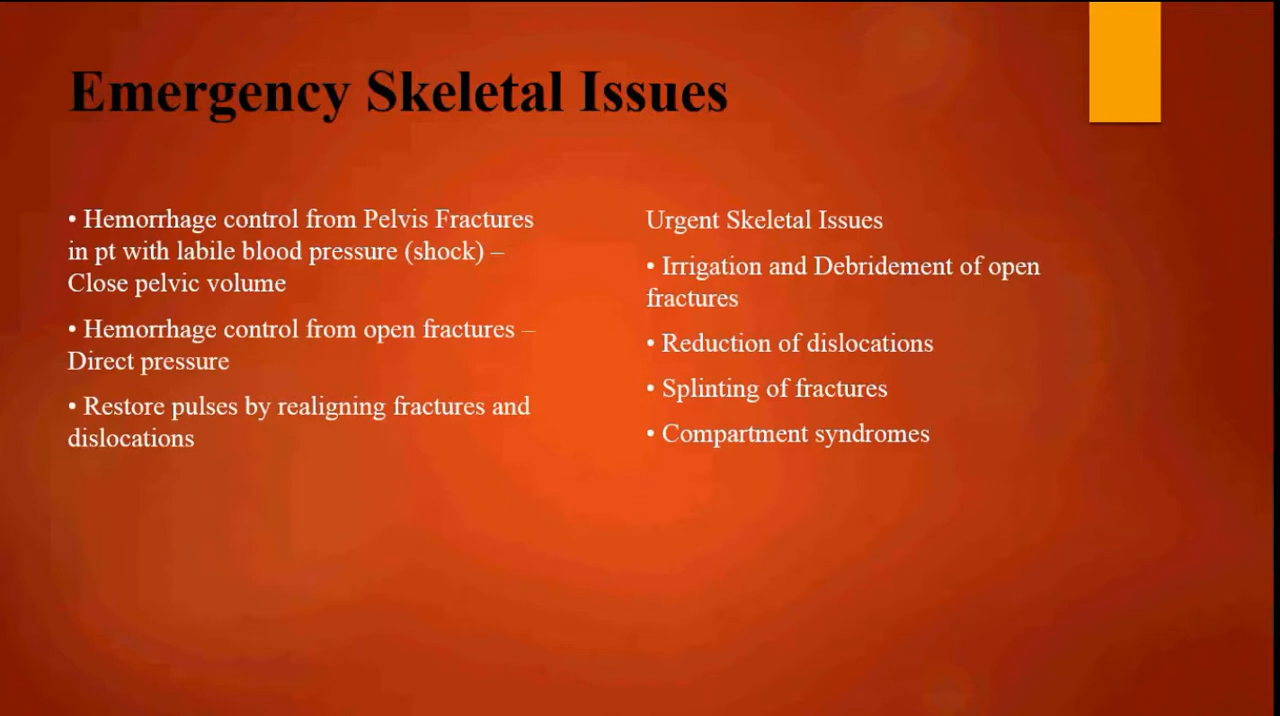 Emergency Skeletal Issues
• Hemorrhage control from Pelvis Fractures
in pt with labile blood pressure (shock) –
Close pelvic volume
• Hemorrhage control from open fractures –
Direct pressure
• Restore pulses by realigning fractures and
dislocations
Urgent Skeletal Issues
• Irrigation and Debridement of open
fractures
• Reduction of dislocations
• Splinting of fractures
• Compartment syndromes